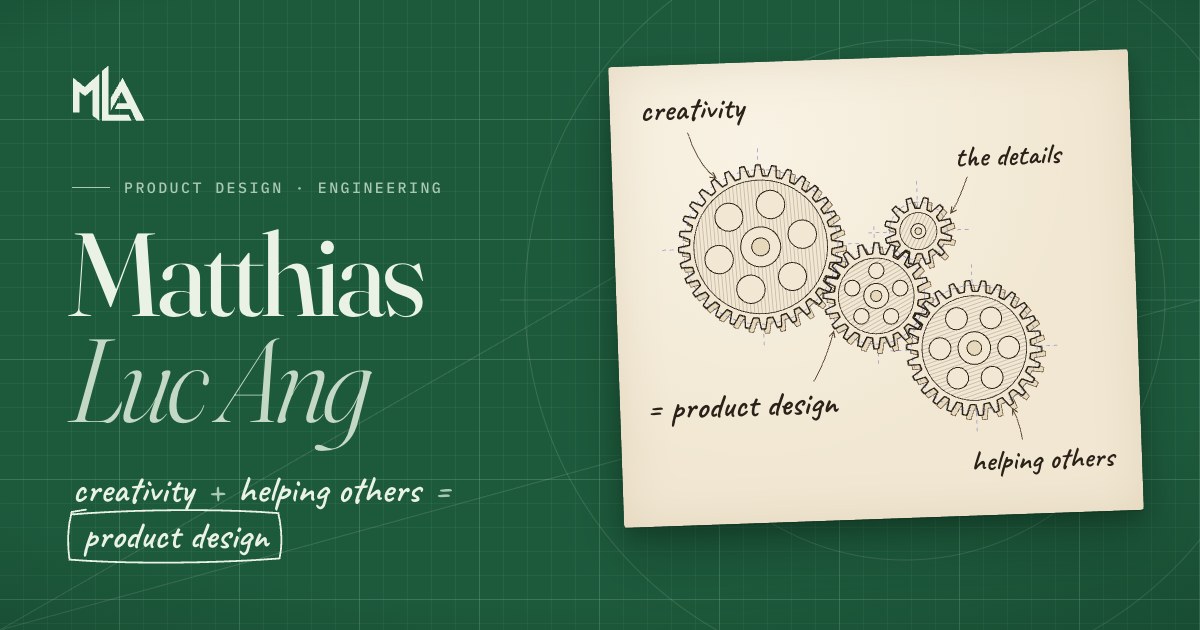 MLA
PRODUCT DESIGN · ENGINEERING
Matthias
Luc Ang
creativity + helping others =
product design
creativity
the details
= product design
helping others